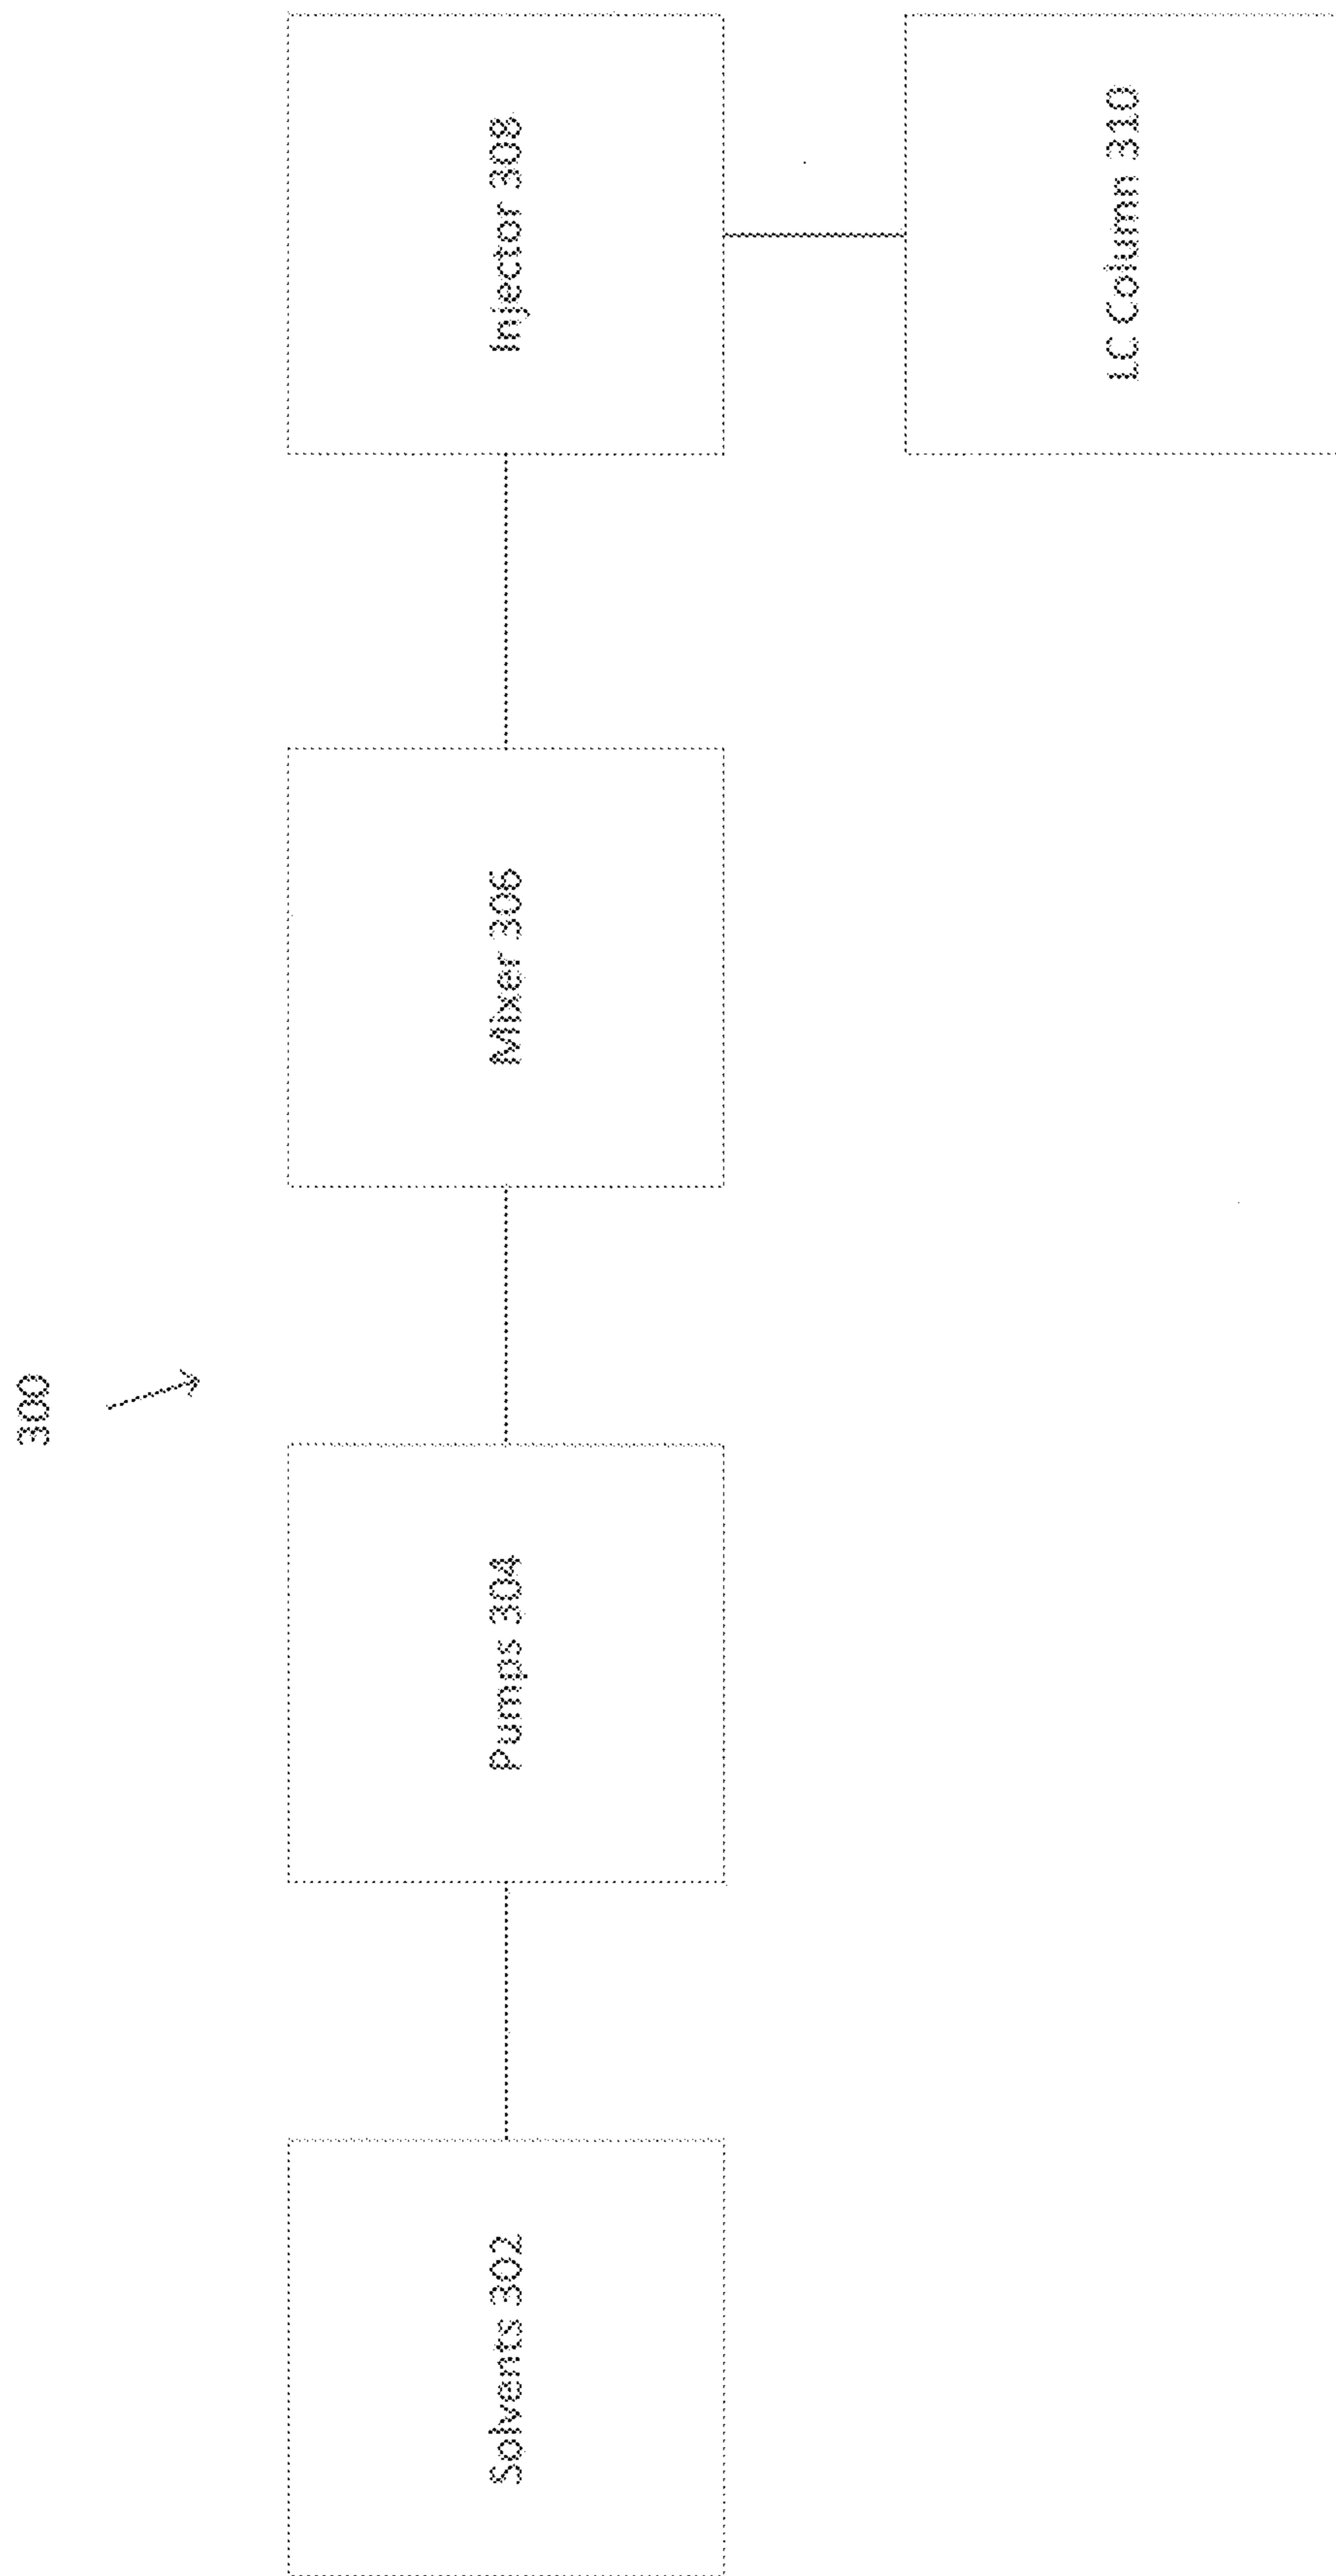 300
Solvents 302
Pumps 304
Mixer 306
Injector 308
LC Column 310